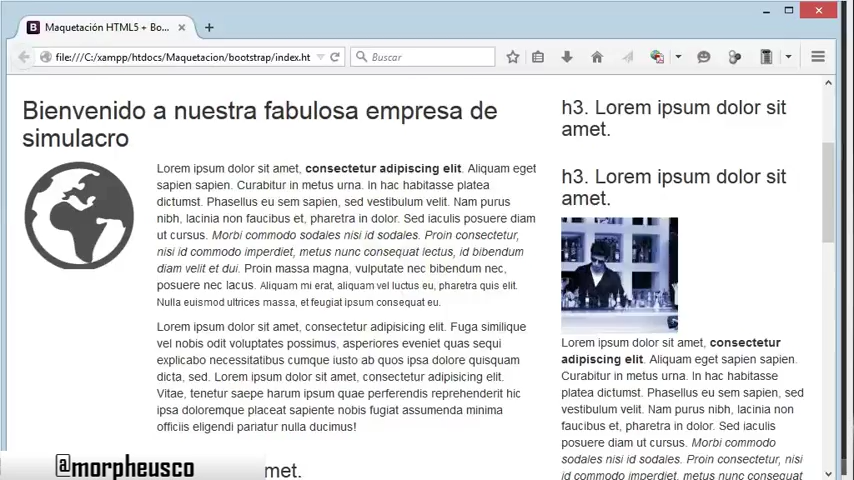 Maquetación HTML5 + Bo...
file:///C:/xampp/htdocs/Maquetacion/bootstrap/index.ht
Buscar
Bienvenido a nuestra fabulosa empresa de
simulacro
Lorem ipsum dolor sit amet, consectetur adipiscing elit. Aliquam eget
sapien sapien. Curabitur in metus urna. In hac habitasse platea
dictumst. Phasellus eu sem sapien, sed vestibulum velit. Nam purus
nibh, lacinia non faucibus et, pharetra in dolor. Sed iaculis posuere diam
ut cursus. Morbi commodo sodales nisi id sodales. Proin consectetur,
nisi id commodo imperdiet, metus nunc consequat lectus, id bibendum
diam velit et dui. Proin massa magna, vulputate nec bibendum nec,
posuere nec lacus. Aliquam mi erat, aliquam vel luctus eu, pharetra quis elit.
Nulla euismod ultrices massa, et feugiat ipsum consequat eu.
Lorem ipsum dolor sit amet, consectetur adipisicing elit. Fuga similique
vel nobis odit voluptates possimus, asperiores eveniet quas sequi
explicabo necessitatibus cumque iusto ab quos ipsa dolore quisquam
dicta, sed. Lorem ipsum dolor sit amet, consectetur adipisicing elit.
Vitae, tenetur saepe harum ipsum quae perferendis reprehenderit hic
ipsa doloremque placeat sapiente nobis fugiat assumenda minima
officiis eligendi pariatur nulla ducimus!
@morpheusco
met.
h3. Lorem ipsum dolor sit
amet.
h3. Lorem ipsum dolor sit
amet.
Lorem ipsum dolor sit amet, consectetur
adipiscing elit. Aliquam eget sapien sapien.
Curabitur in metus urna. In hac habitasse
platea dictumst. Phasellus eu sem sapien,
sed vestibulum velit. Nam purus nibh, lacinia
non faucibus et, pharetra in dolor. Sed
iaculis posuere diam ut cursus. Morbi
commodo sodales nisi id sodales. Proin
consectetur, nisi id commodo imperdiet,